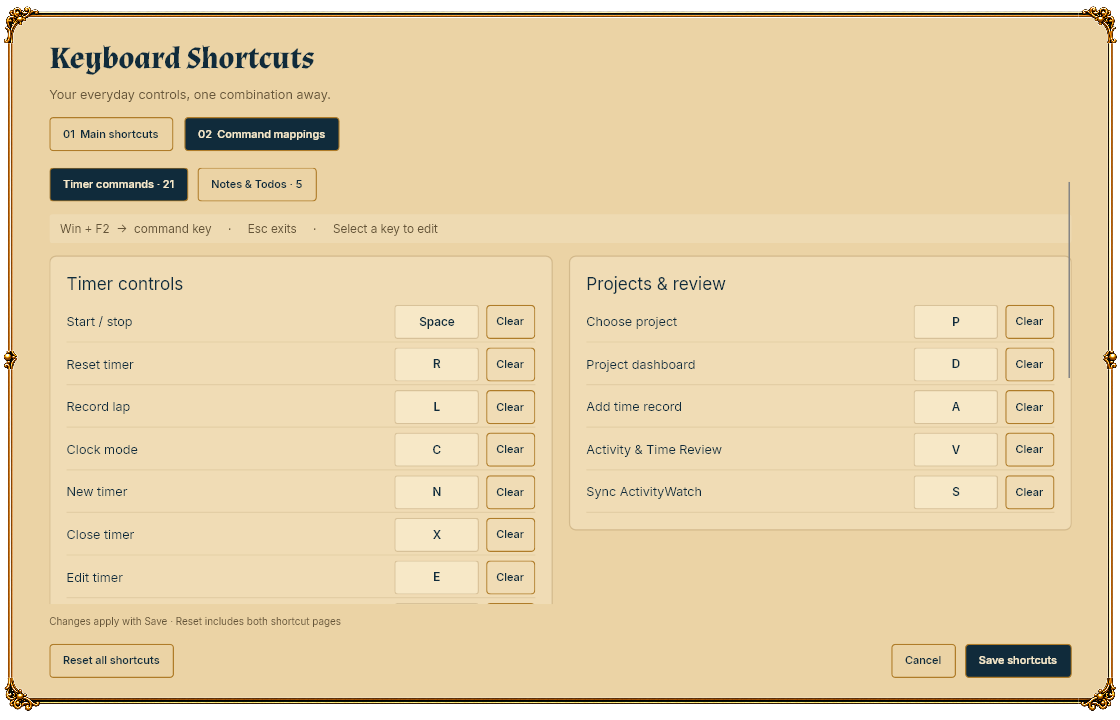 Keyboard Shortcuts
Your everyday controls, one combination away.
01 Main shortcuts
02 Command mappings
Timer commands · 21
Notes & Todos · 5
Win + F2 → command key · Esc exits · Select a key to edit
Timer controls
Start / stop Space Clear
Reset timer R Clear
Record lap L Clear
Clock mode C Clear
New timer N Clear
Close timer X Clear
Edit timer E Clear
Projects & review
Choose project P Clear
Project dashboard D Clear
Add time record A Clear
Activity & Time Review V Clear
Sync ActivityWatch S Clear
Changes apply with Save · Reset includes both shortcut pages
Reset all shortcuts
Cancel
Save shortcuts